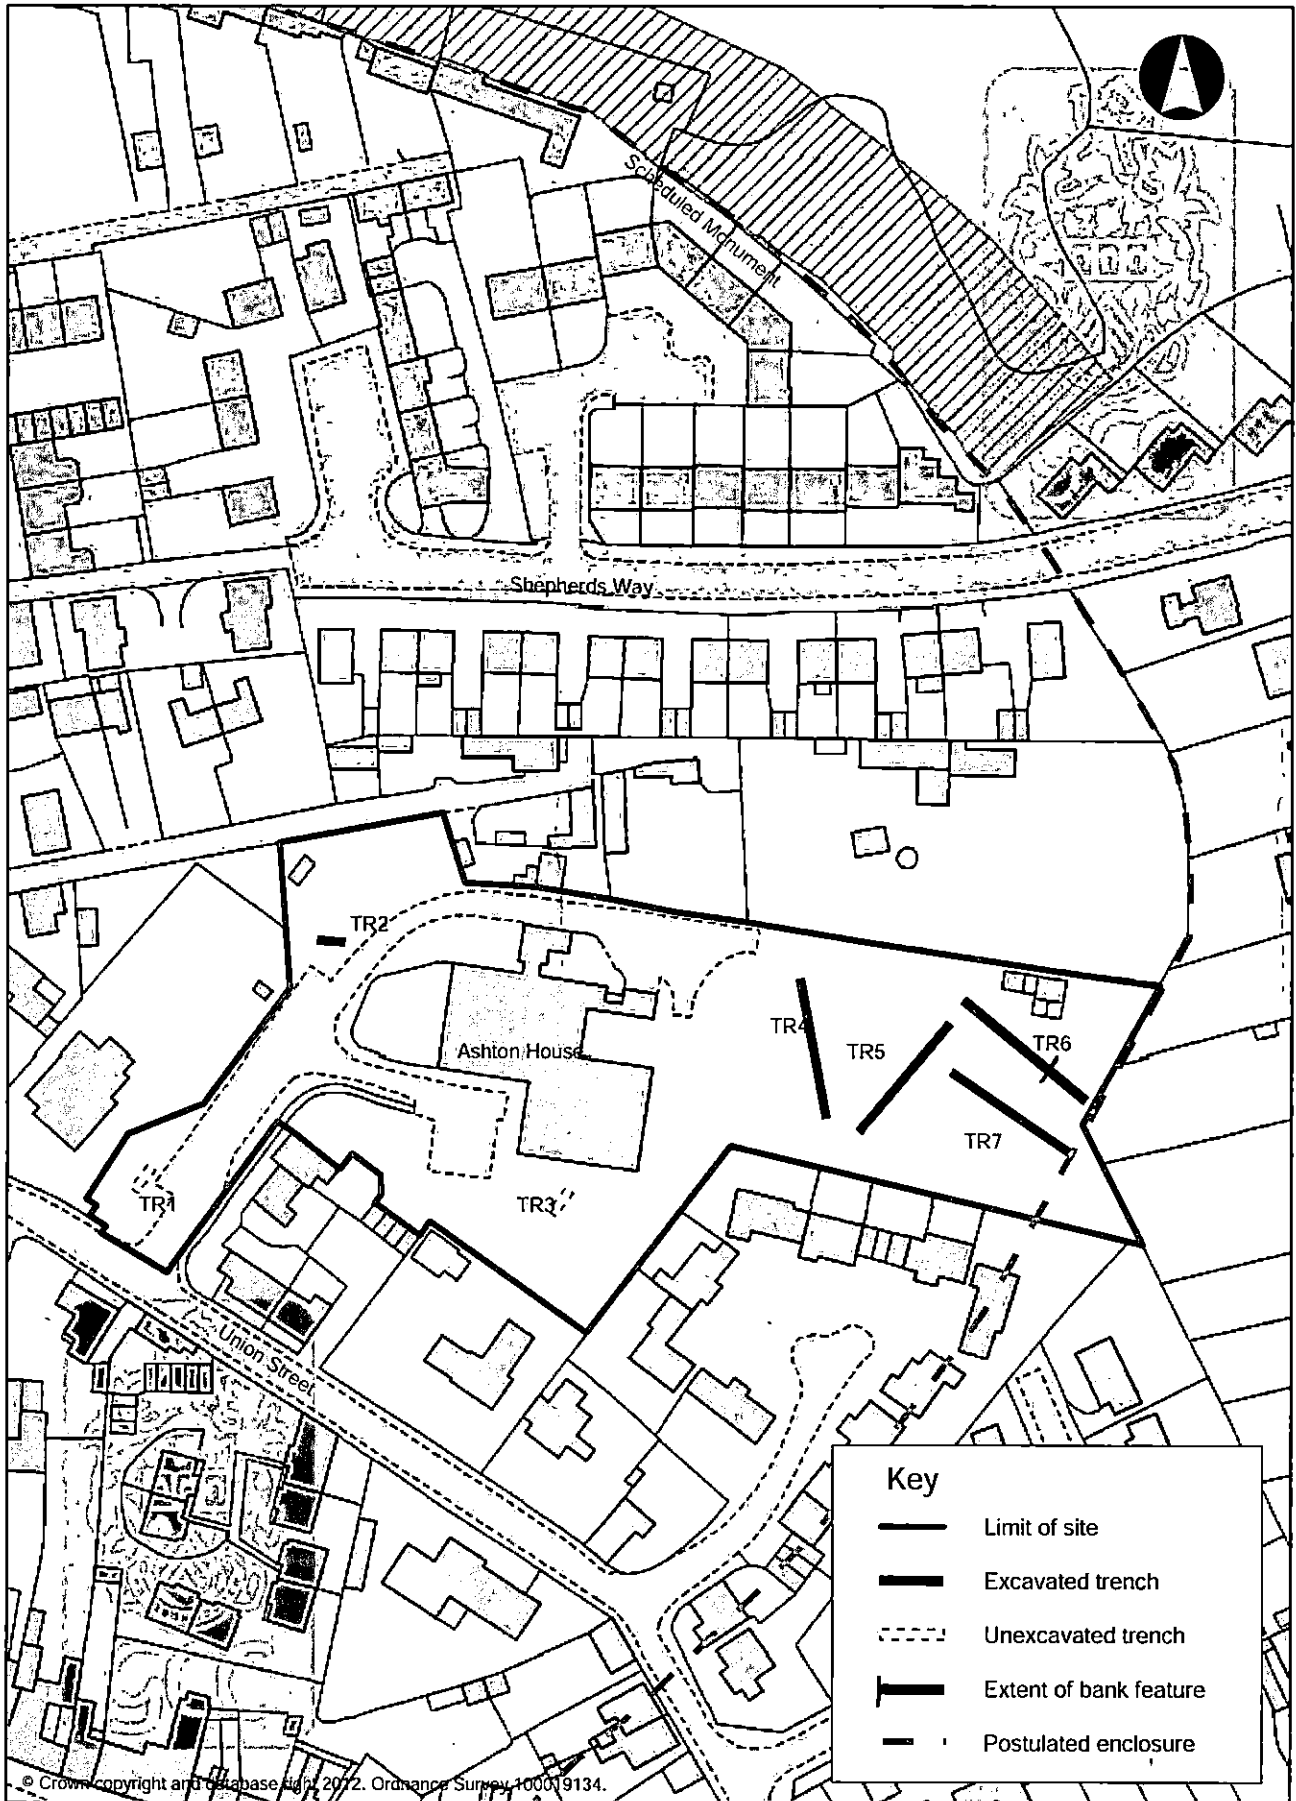 Scheduled Monument
Shepherds Way
TR2
TR4
TR5
TR6
Ashton House
TR7
TR1
TR3
Union Street
Key
Limit of site
Excavated trench
Unexcavated trench
Extent of bank feature
Postulated enclosure
© Crown copyright and database right 2012. Ordnance Survey 100019134.